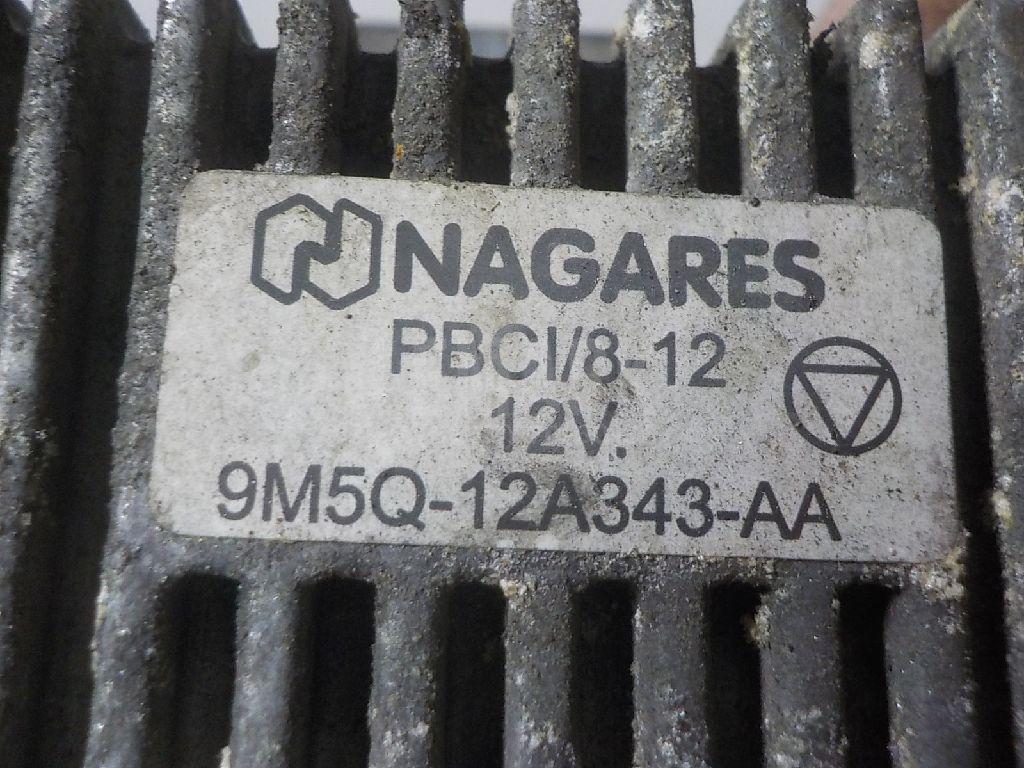 NAGARES
PBCI/8-12
12V.
9M5Q-12A343-AA